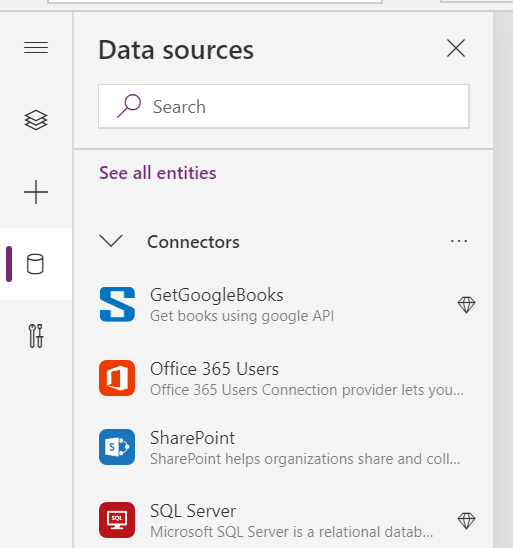 Data sources
Search
See all entities
Connectors
GetGoogleBooks
Get books using google API
Office 365 Users
Office 365 Users Connection provider lets you...
SharePoint
SharePoint helps organizations share and coll...
SQL
SQL Server
Microsoft SQL Server is a relational datab...